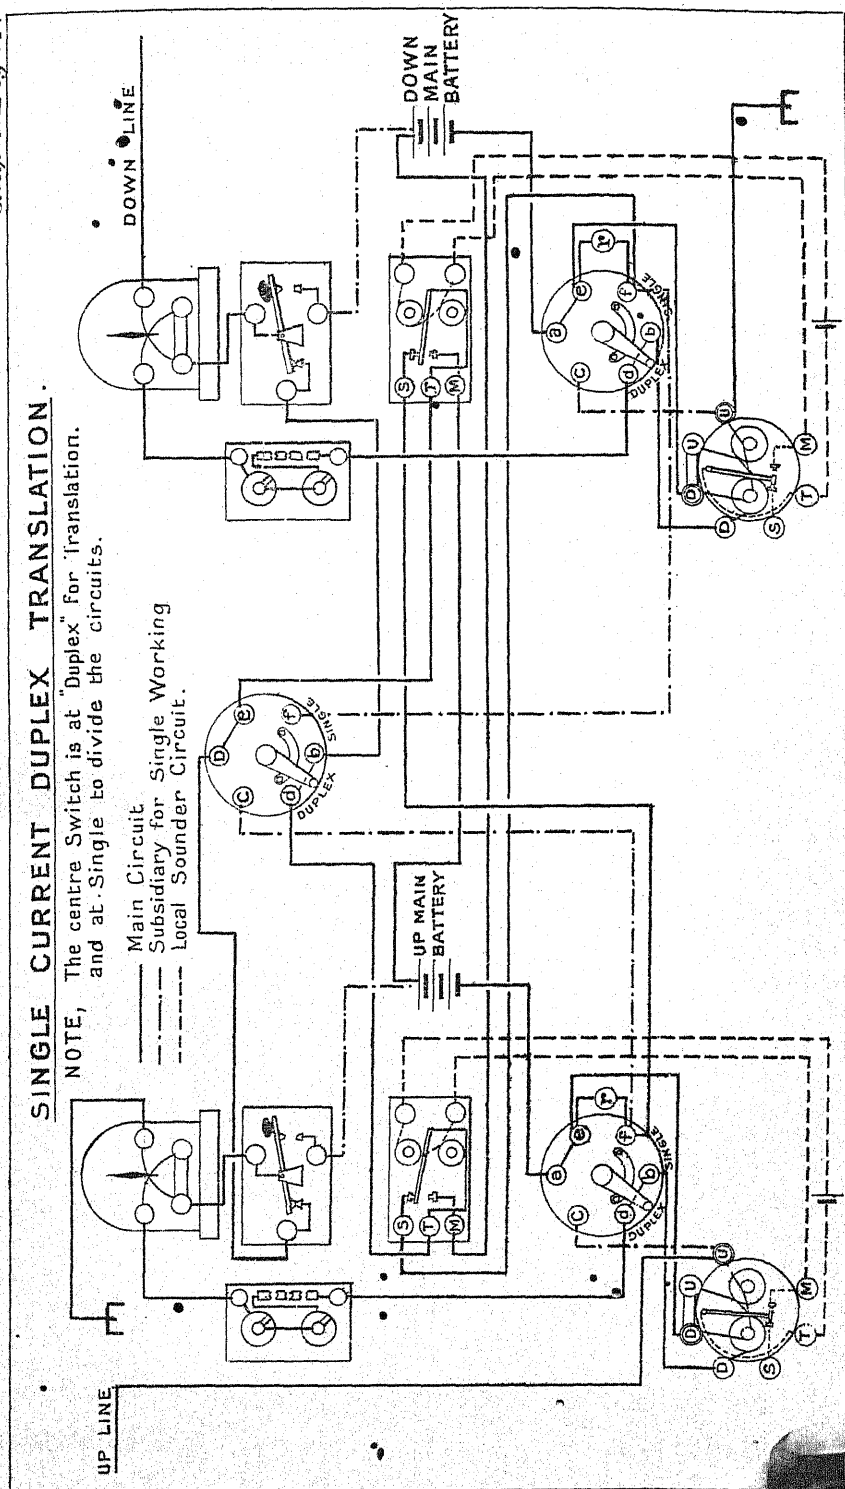 SINGLE CURRENT DUPLEX TRANSLATION.
NOTE, The centre Switch is at "Duplex" for Translation.
and at Single to divide the circuits.
Main Circuit
Subsidiary for Single Working
Local Sounder Circuit.
UP LINE
DOWN LINE
UP MAIN
BATTERY
DOWN
MAIN
BATTERY
C
D
e
d
b
f
DUPLEX
SINGLE
S
T
M
S
T
M
C
a
e
r
d
b
f
DUPLEX
SINGLE
C
a
e
r
d
b
f
DUPLEX
SINGLE
D
D
U
U
S
T
M
D
D
U
U
S
T
M